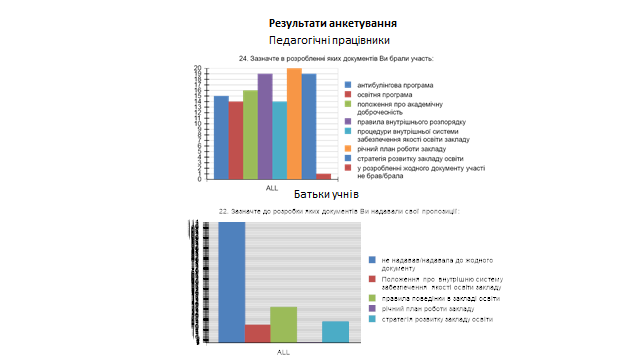 Результати анкетування
Педагогічні працівники
24. Зазначте в розробленні яких документів Ви брали участь:
20
19
18
17
16
15
14
13
12
11
10
9
8
7
6
5
4
3
2
1
0
антибулінгова програма
освітня програма
положення про академічну
доброчесність
правила внутрішнього розпорядку
процедури внутрішньої системи
забезпечення якості освіти закладу
річний план роботи закладу
стратегія розвитку закладу освіти
у розробленні жодного документу участі
не брав/брала
ALL
Батьки учнів
22. Зазначте до розробки яких документів Ви надавали свої пропозиції:
не надавав/надавала до жодного
документу
Положення про внутрішню систему
забезпечення якості освіти закладу
правила поведінки в закладі освіти
річний план роботи закладу
стратегія розвитку закладу освіти
ALL